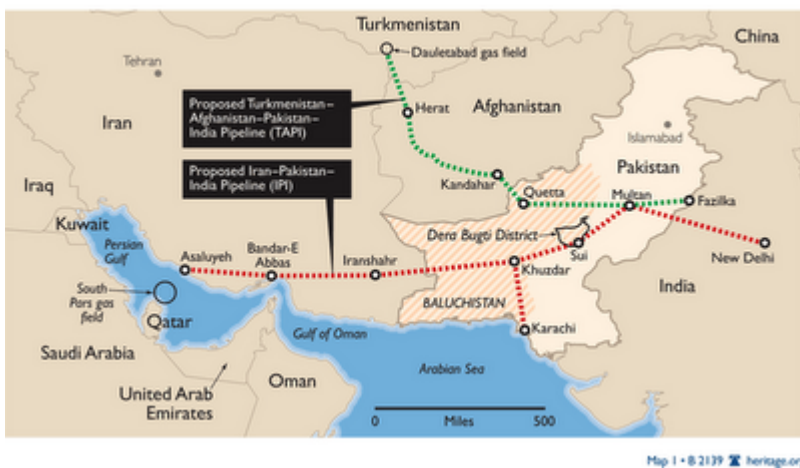 Turkmenistan
China
Dauletabad gas field
Tehran
Proposed Turkmenistan–
Afghanistan–Pakistan–
India Pipeline (TAPI)
Herat
Afghanistan
Iran
Islamabad
Proposed Iran–Pakistan–
India Pipeline (IPI)
Pakistan
Kandahar
Iraq
Quetta
Multan
Fazilka
Kuwait
Persian
Gulf
Dera Bugti District
Asaluyeh
Bandar-E
Abbas
Iranshahr
Sui
New Delhi
Khuzdar
South
Pars gas
field
India
BALUCHISTAN
Qatar
Gulf of Oman
Karachi
Saudi Arabia
Arabian Sea
United Arab
Emirates
Oman
0 Miles 500
Map 1 • B 2139 heritage.or